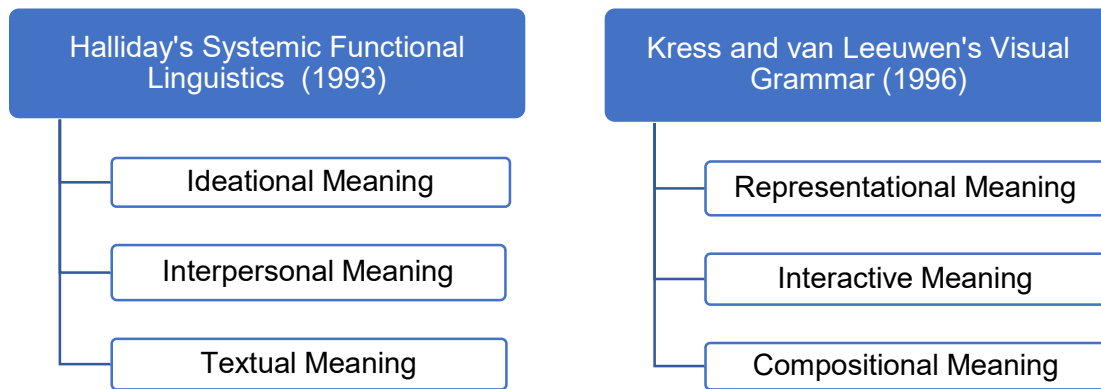 Halliday's Systemic Functional
Linguistics (1993)
Ideational Meaning
Interpersonal Meaning
Textual Meaning
Kress and van Leeuwen's Visual
Grammar (1996)
Representational Meaning
Interactive Meaning
Compositional Meaning